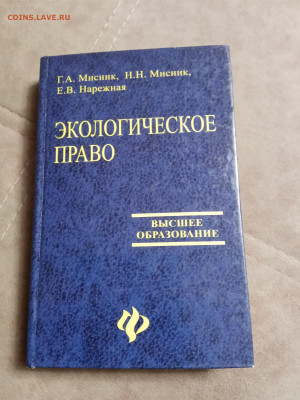 COINS.LAVE.RU
Г.А. Мисник, Н.Н. Мисник,
Е.В. Нарежная
ЭКОЛОГИЧЕСКОЕ
ПРАВО
ВЫСШЕЕ
ОБРАЗОВАНИЕ